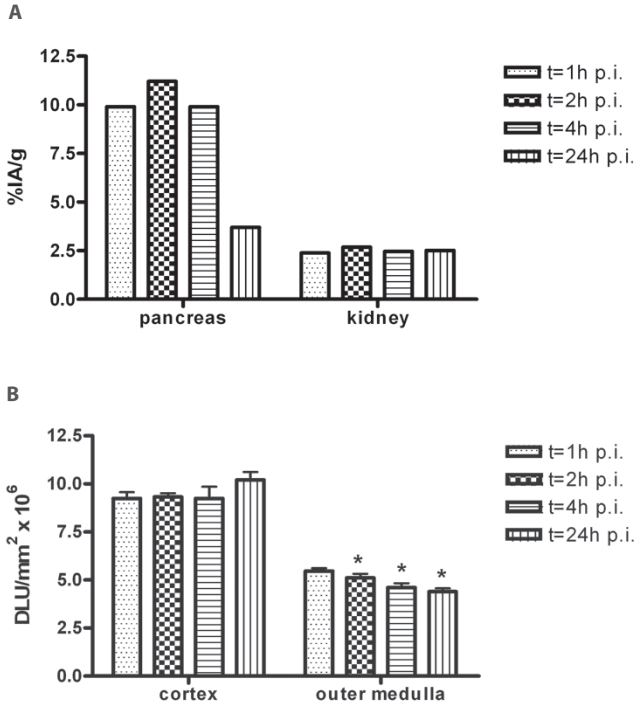 A
12.5
10.0
7.5
5.0
2.5
0.0
%IA/g
pancreas
kidney
t=1h p.i.
t=2h p.i.
t=4h p.i.
t=24h p.i.
B
12.5
10.0
7.5
5.0
2.5
0.0
DLU/mm² x 10⁶
* * *
cortex
outer medulla
t=1h p.i.
t=2h p.i.
t=4h p.i.
t=24h p.i.